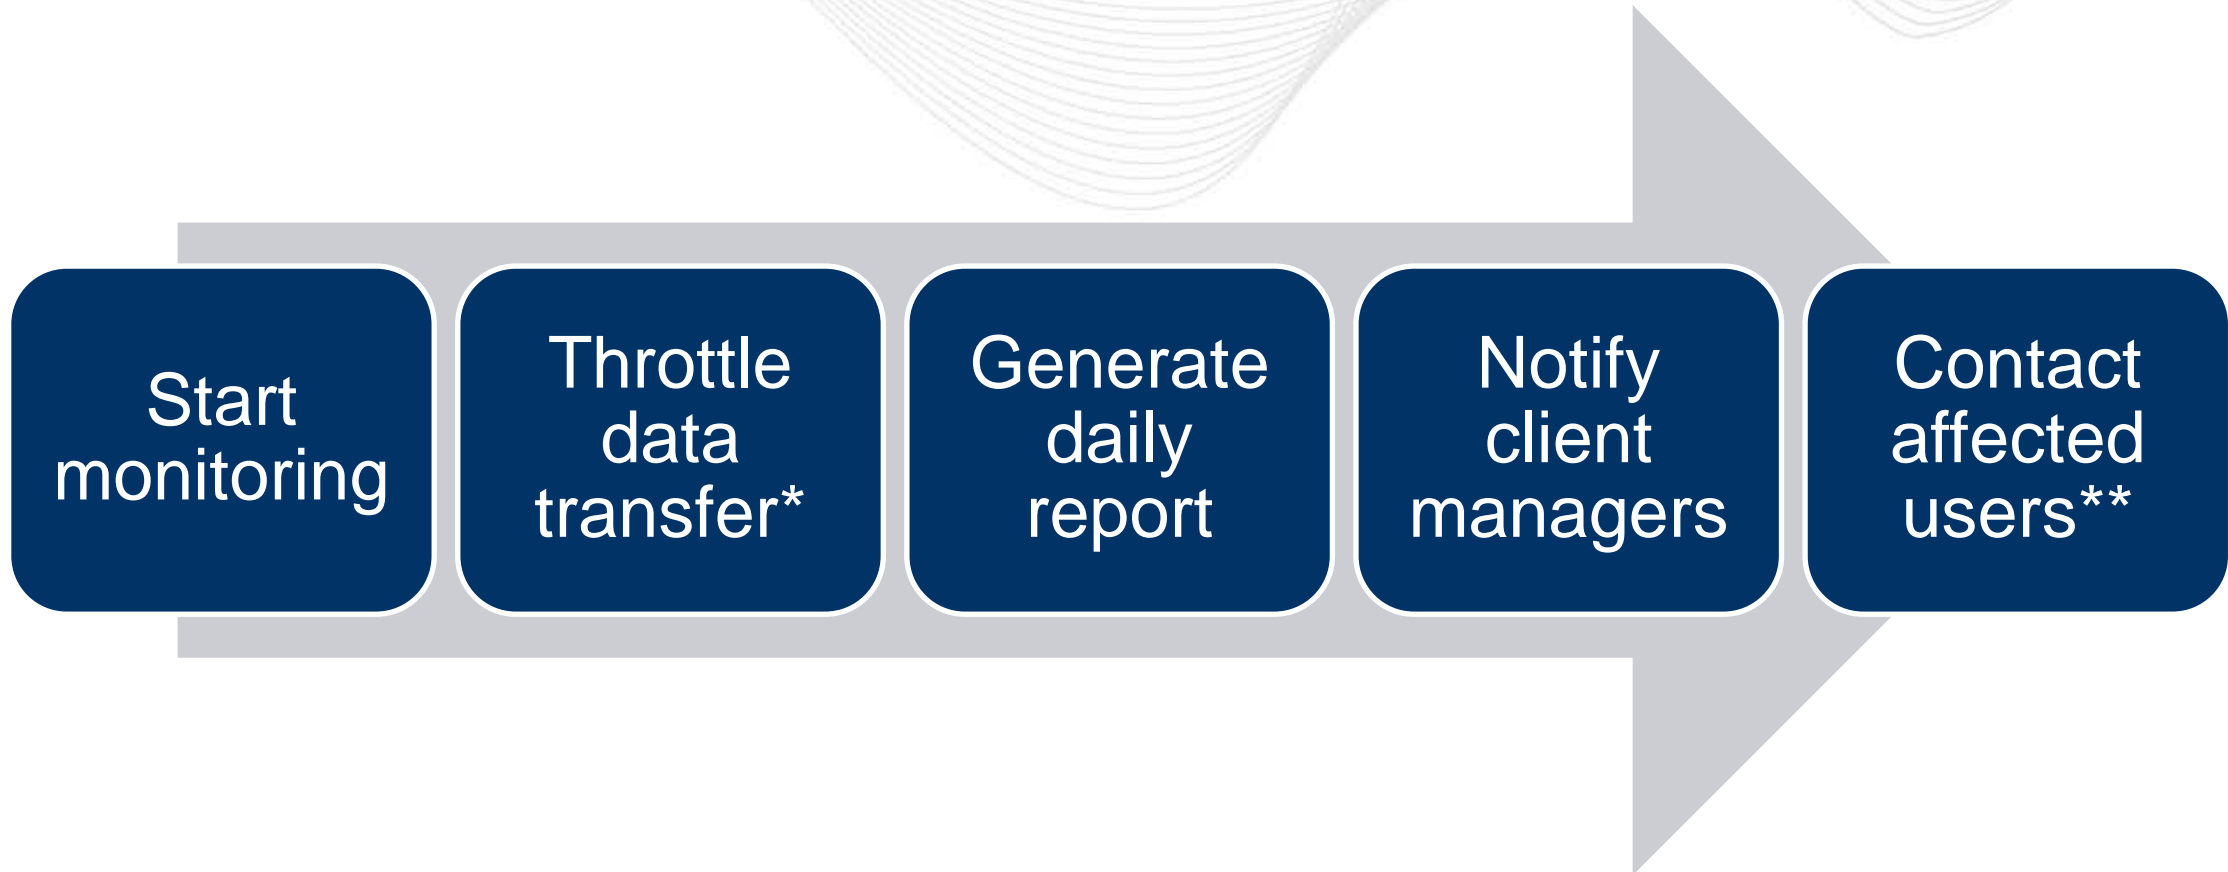 Start
monitoring
Throttle
data
transfer*
Generate
daily
report
Notify
client
managers
Contact
affected
users**